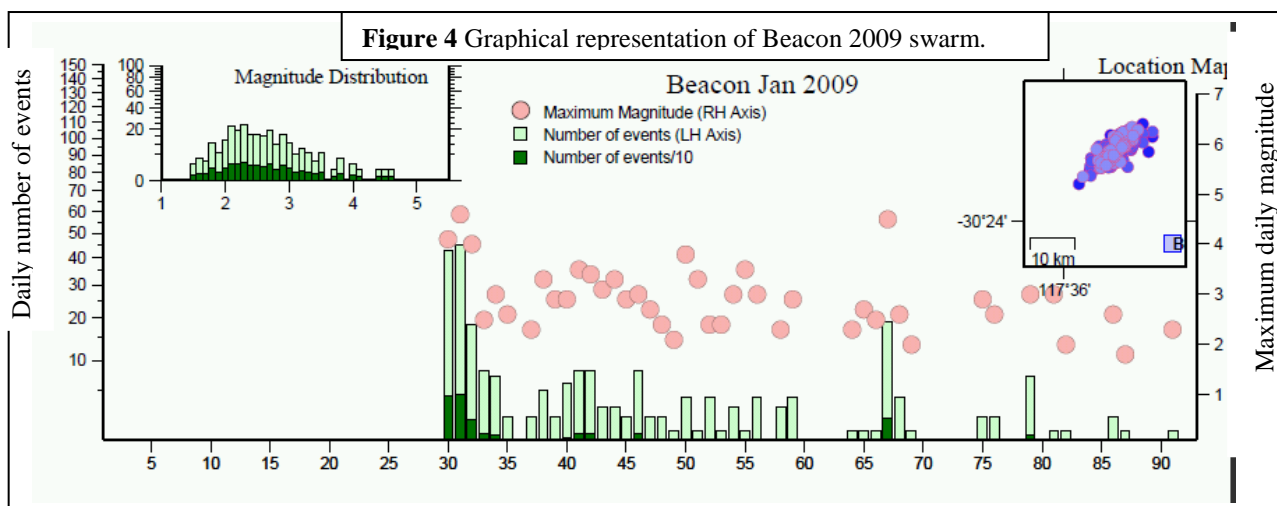 Figure 4 Graphical representation of Beacon 2009 swarm.
Daily number of events
150
140
130
120
110
100
90
80
70
60
50
40
30
20
10
100
80
60
40
20
0
Magnitude Distribution
1 2 3 4 5
Beacon Jan 2009
Maximum Magnitude (RH Axis)
Number of events (LH Axis)
Number of events/10
Location Map
-30°24'
10 km
B
117°36'
7
6
5
4
3
2
1
Maximum daily magnitude
5 10 15 20 25 30 35 40 45 50 55 60 65 70 75 80 85 90